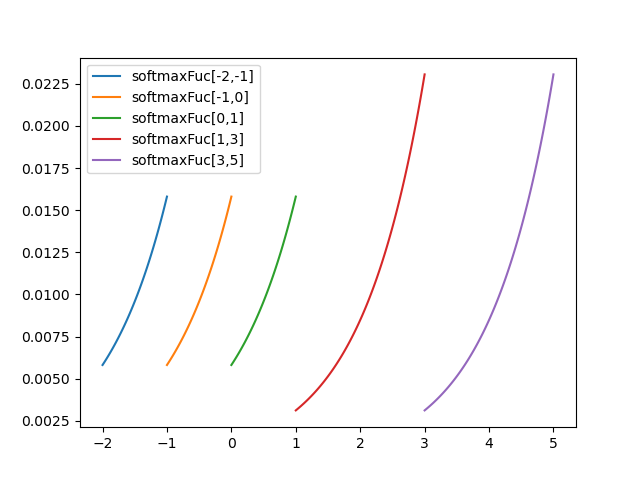 softmaxFuc[-2,-1]
softmaxFuc[-1,0]
softmaxFuc[0,1]
softmaxFuc[1,3]
softmaxFuc[3,5]
0.0225
0.0200
0.0175
0.0150
0.0125
0.0100
0.0075
0.0050
0.0025
−2 −1 0 1 2 3 4 5